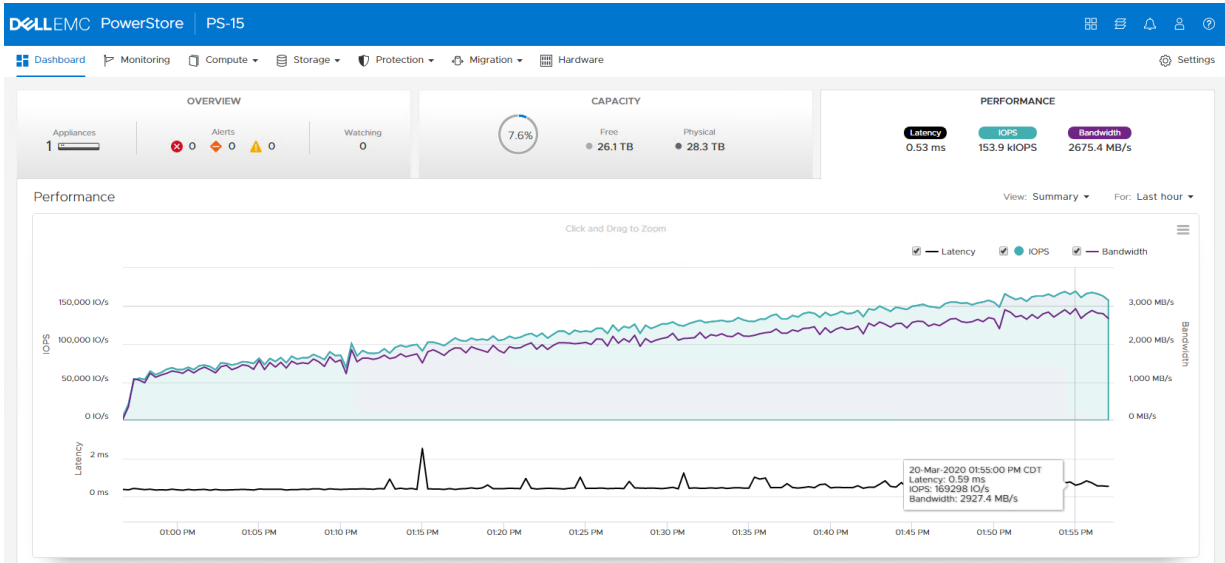 DELLEMC PowerStore PS-15
Dashboard Monitoring Compute Storage Protection Migration Hardware Settings
OVERVIEW
Appliances Alerts Watching
1 0 0 0 0
CAPACITY
7.6%
Free Physical
26.1 TB 28.3 TB
PERFORMANCE
Latency IOPS Bandwidth
0.53 ms 153.9 kIOPS 2675.4 MB/s
Performance
View: Summary For: Last hour
Click and Drag to Zoom
Latency IOPS Bandwidth
150,000 IO/s 3,000 MB/s
100,000 IO/s 2,000 MB/s
50,000 IO/s 1,000 MB/s
0 IO/s 0 MB/s
IOPS
Bandwidth
Latency
2 ms
0 ms
20-Mar-2020 01:55:00 PM CDT
Latency: 0.59 ms
IOPS: 169298 IO/s
Bandwidth: 2927.4 MB/s
01:00 PM 01:05 PM 01:10 PM 01:15 PM 01:20 PM 01:25 PM 01:30 PM 01:35 PM 01:40 PM 01:45 PM 01:50 PM 01:55 PM